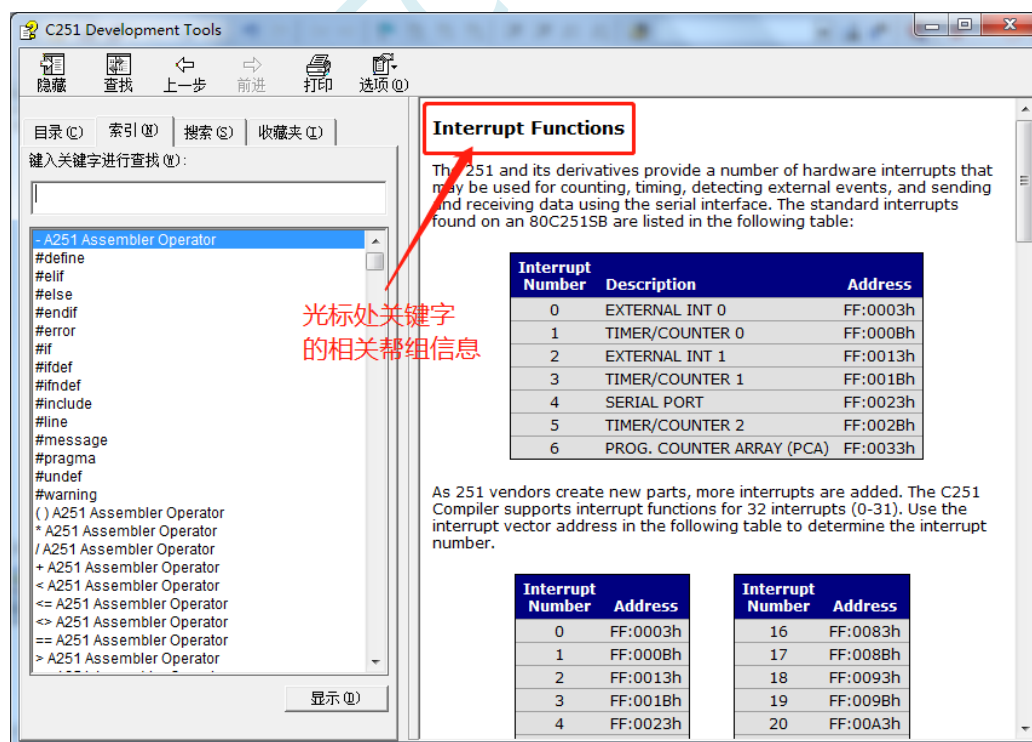 C251 Development Tools
隐藏 查找 上一步 前进 打印 选项(O)
目录(C) 索引(N) 搜索(S) 收藏夹(I)
键入关键字进行查找(W):
- A251 Assembler Operator
#define
#elif
#else
#endif
#error
#if
#ifdef
#ifndef
#include
#line
#message
#pragma
#undef
#warning
( ) A251 Assembler Operator
* A251 Assembler Operator
/ A251 Assembler Operator
+ A251 Assembler Operator
< A251 Assembler Operator
<= A251 Assembler Operator
<> A251 Assembler Operator
== A251 Assembler Operator
> A251 Assembler Operator
显示(D)
光标处关键字
的相关帮组信息
Interrupt Functions
The 251 and its derivatives provide a number of hardware interrupts that
may be used for counting, timing, detecting external events, and sending
and receiving data using the serial interface. The standard interrupts
found on an 80C251SB are listed in the following table:
Interrupt
Number Description Address
0 EXTERNAL INT 0 FF:0003h
1 TIMER/COUNTER 0 FF:000Bh
2 EXTERNAL INT 1 FF:0013h
3 TIMER/COUNTER 1 FF:001Bh
4 SERIAL PORT FF:0023h
5 TIMER/COUNTER 2 FF:002Bh
6 PROG. COUNTER ARRAY (PCA) FF:0033h
As 251 vendors create new parts, more interrupts are added. The C251
Compiler supports interrupt functions for 32 interrupts (0-31). Use the
interrupt vector address in the following table to determine the interrupt
number.
Interrupt
Number Address
0 FF:0003h
1 FF:000Bh
2 FF:0013h
3 FF:001Bh
4 FF:0023h
Interrupt
Number Address
16 FF:0083h
17 FF:008Bh
18 FF:0093h
19 FF:009Bh
20 FF:00A3h